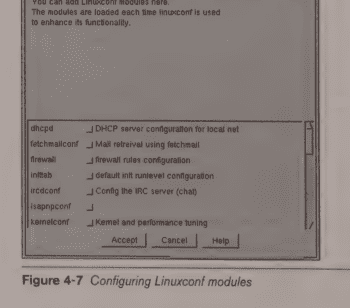 You can add Linuxconf modules here.
The modules are loaded each time linuxconf is used
to enhance its functionality.
dhcpd DHCP server configuration for local net
fetchmailconf Mail retreival using fetchmail
firewall firewall rules configuration
inittab default init runlevel configuration
ircdconf Config the IRC server (chat)
isapnpconf
kernelconf Kernel and performance tuning
Accept Cancel Help
Figure 4-7 Configuring Linuxconf modules